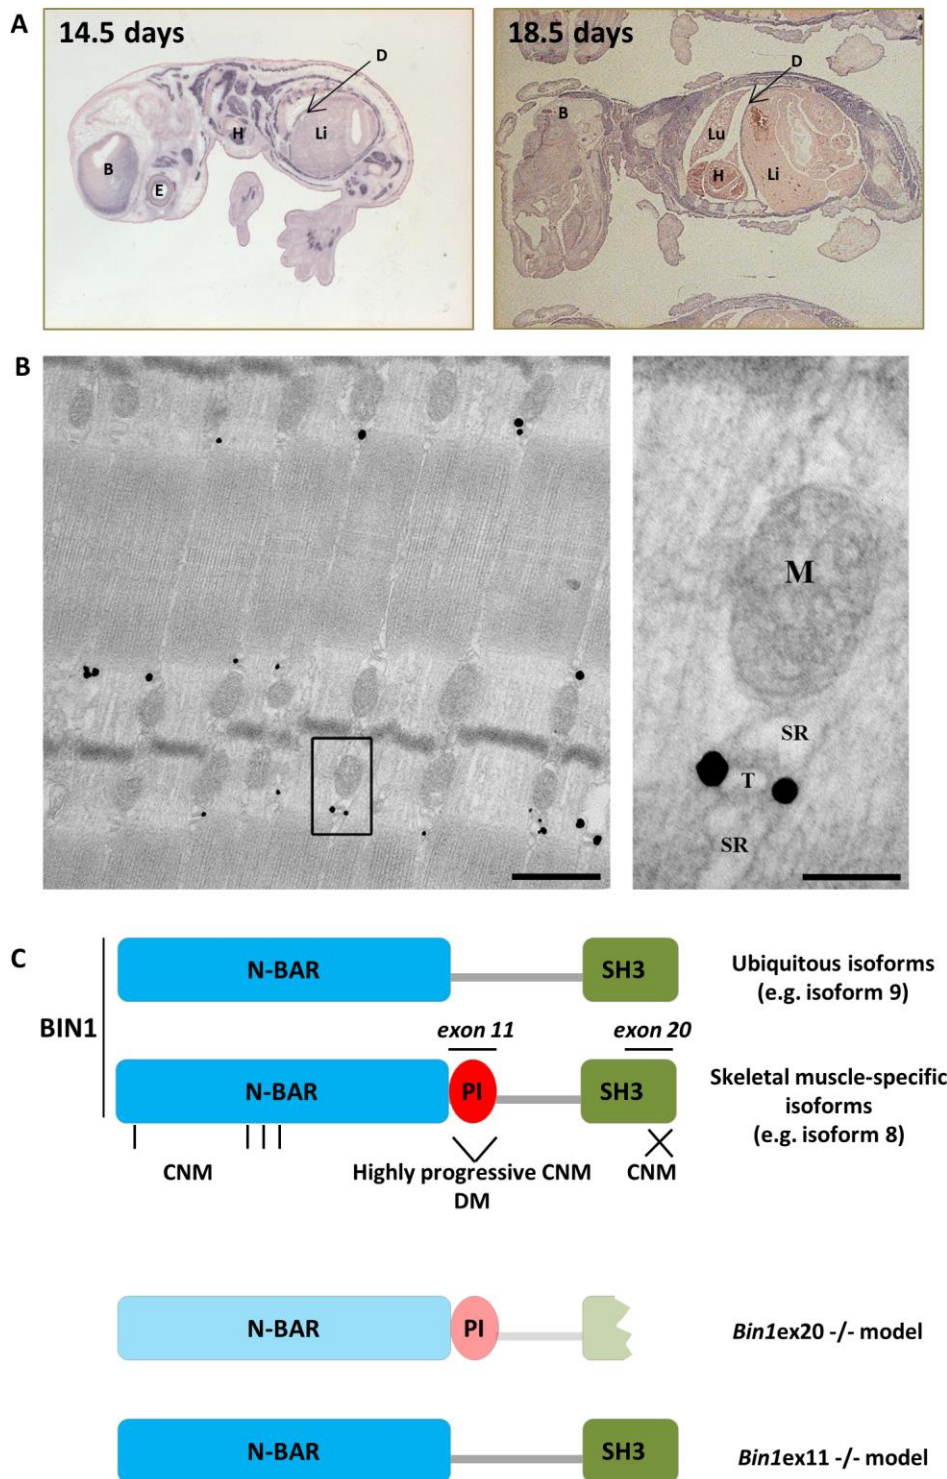 A
14.5 days
D
H
Li
B
E
18.5 days
D
B
Lu
H
Li
B
M
SR
T
SR
C
BIN1
N-BAR
SH3
Ubiquitous isoforms
(e.g. isoform 9)
exon 11
exon 20
N-BAR
PI
SH3
Skeletal muscle-specific
isoforms
(e.g. isoform 8)
CNM
Highly progressive CNM
DM
CNM
N-BAR
PI
Bin1ex20 -/- model
N-BAR
SH3
Bin1ex11 -/- model